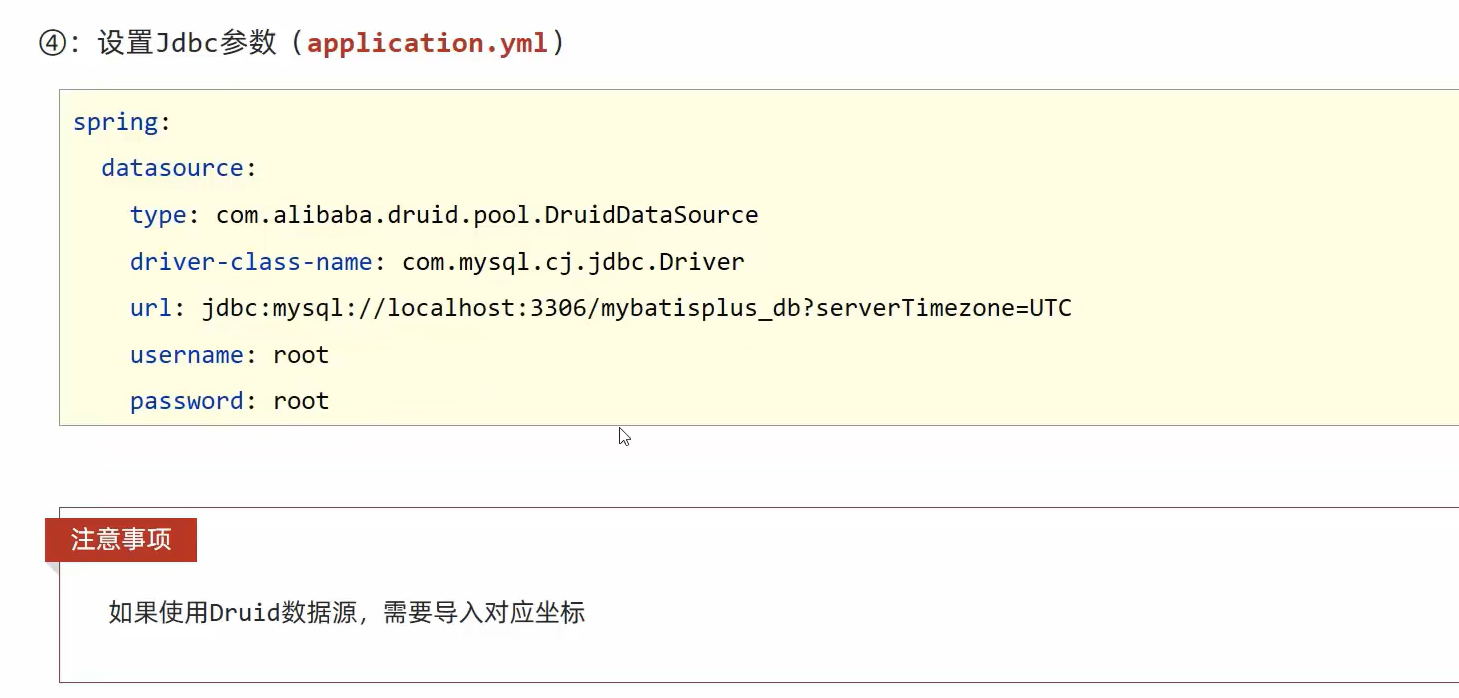 ④：设置Jdbc参数（application.yml）
spring:
  datasource:
    type: com.alibaba.druid.pool.DruidDataSource
    driver-class-name: com.mysql.cj.jdbc.Driver
    url: jdbc:mysql://localhost:3306/mybatisplus_db?serverTimezone=UTC
    username: root
    password: root
注意事项
如果使用Druid数据源，需要导入对应坐标